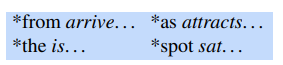 *from arrive... *as attracts...
*the is... *spot sat...